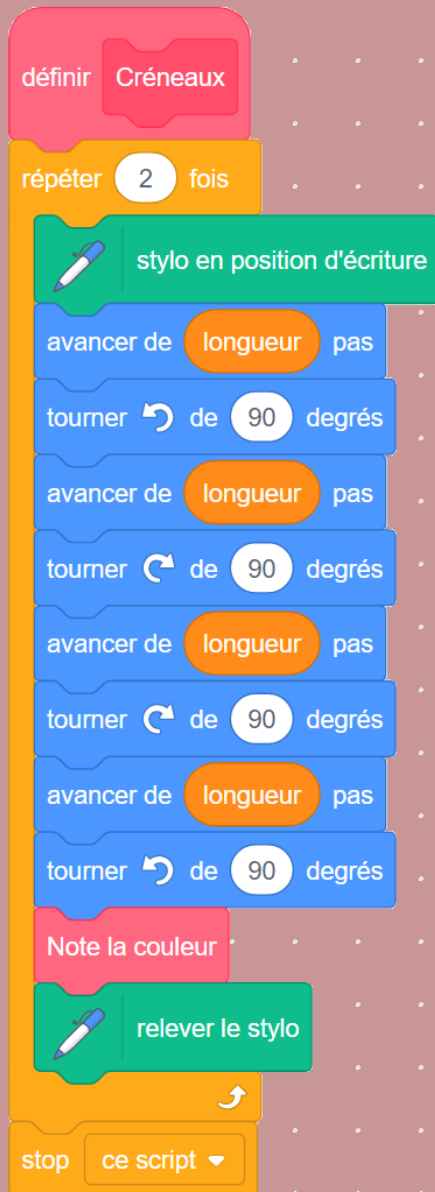 définir Créneaux
répéter 2 fois
stylo en position d'écriture
avancer de longueur pas
tourner de 90 degrés
avancer de longueur pas
tourner de 90 degrés
avancer de longueur pas
tourner de 90 degrés
avancer de longueur pas
tourner de 90 degrés
Note la couleur
relever le stylo
stop ce script